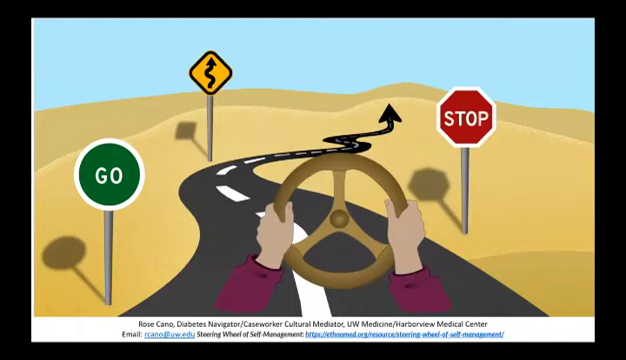 GO
STOP
Rose Cano, Diabetes Navigator/Caseworker Cultural Mediator, UW Medicine/Harborview Medical Center
Email: rcano@uw.edu Steering Wheel of Self-Management: https://ethnomed.org/resource/steering-wheel-of-self-management/